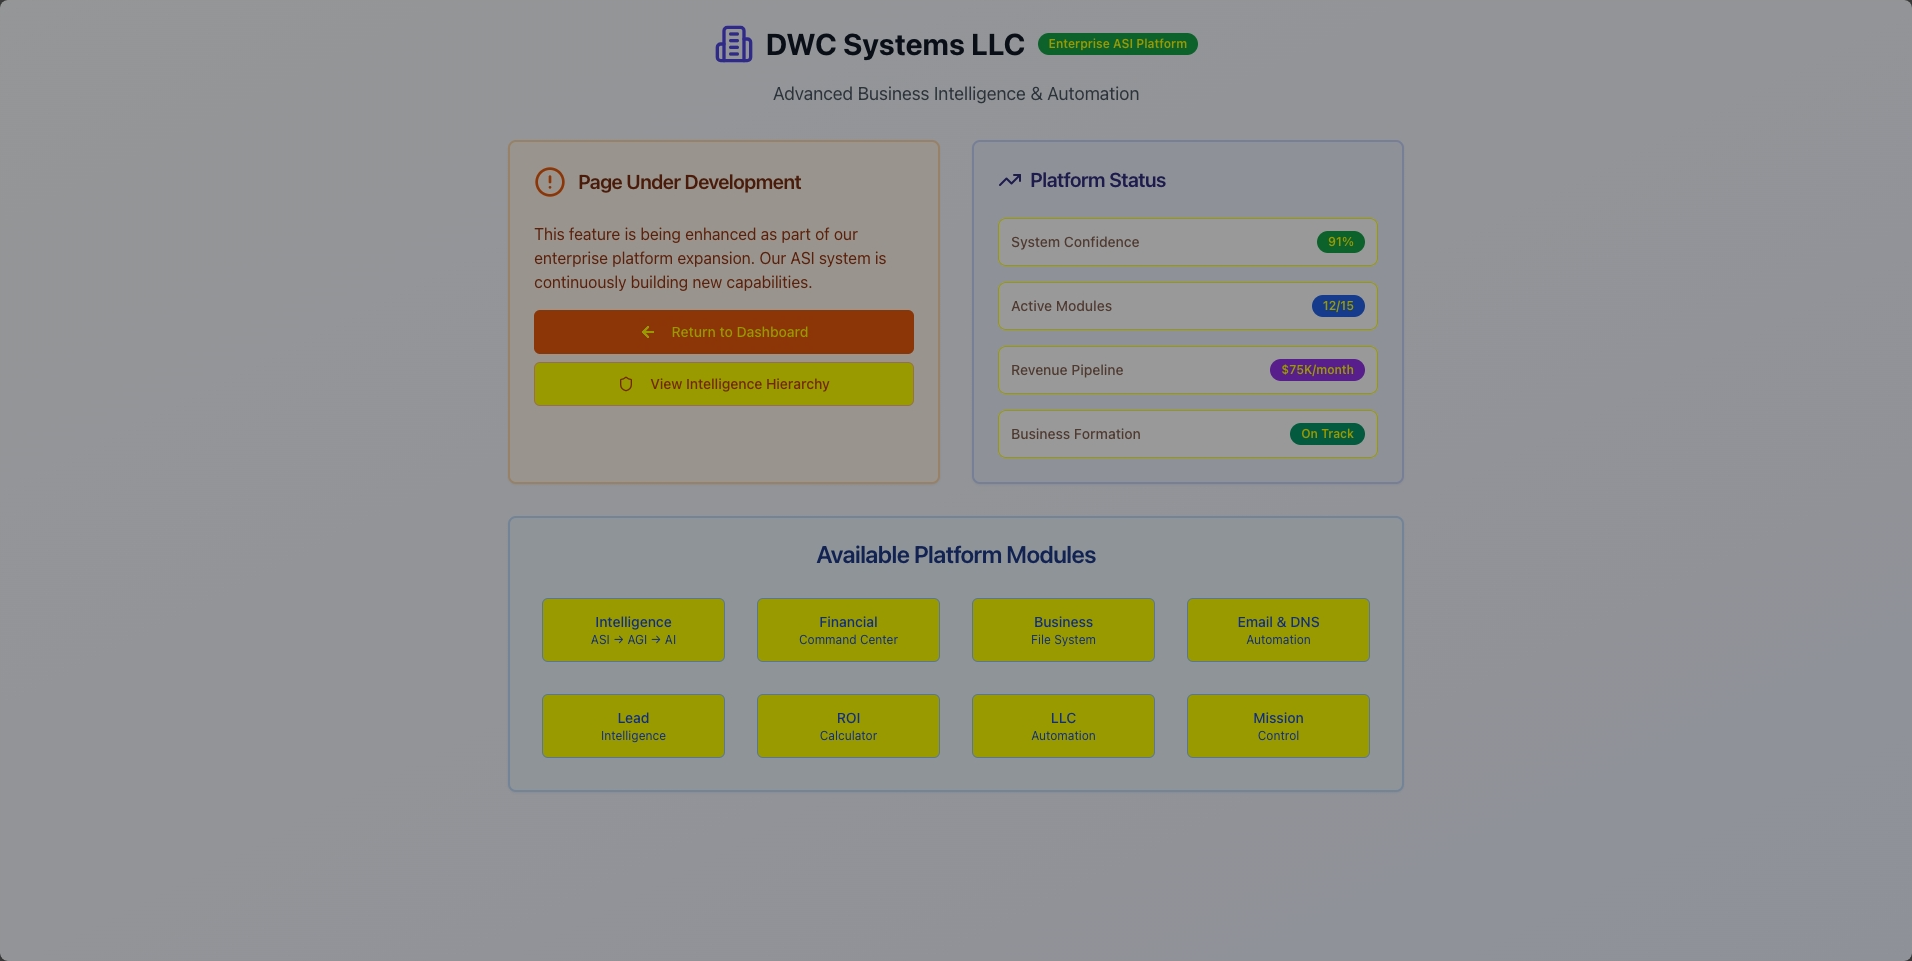 DWC Systems LLC
Enterprise ASI Platform
Advanced Business Intelligence & Automation
Page Under Development
This feature is being enhanced as part of our
enterprise platform expansion. Our ASI system is
continuously building new capabilities.
Return to Dashboard
View Intelligence Hierarchy
Platform Status
System Confidence
91%
Active Modules
12/15
Revenue Pipeline
$75K/month
Business Formation
On Track
Available Platform Modules
Intelligence
ASI → AGI → AI
Financial
Command Center
Business
File System
Email & DNS
Automation
Lead
Intelligence
ROI
Calculator
LLC
Automation
Mission
Control